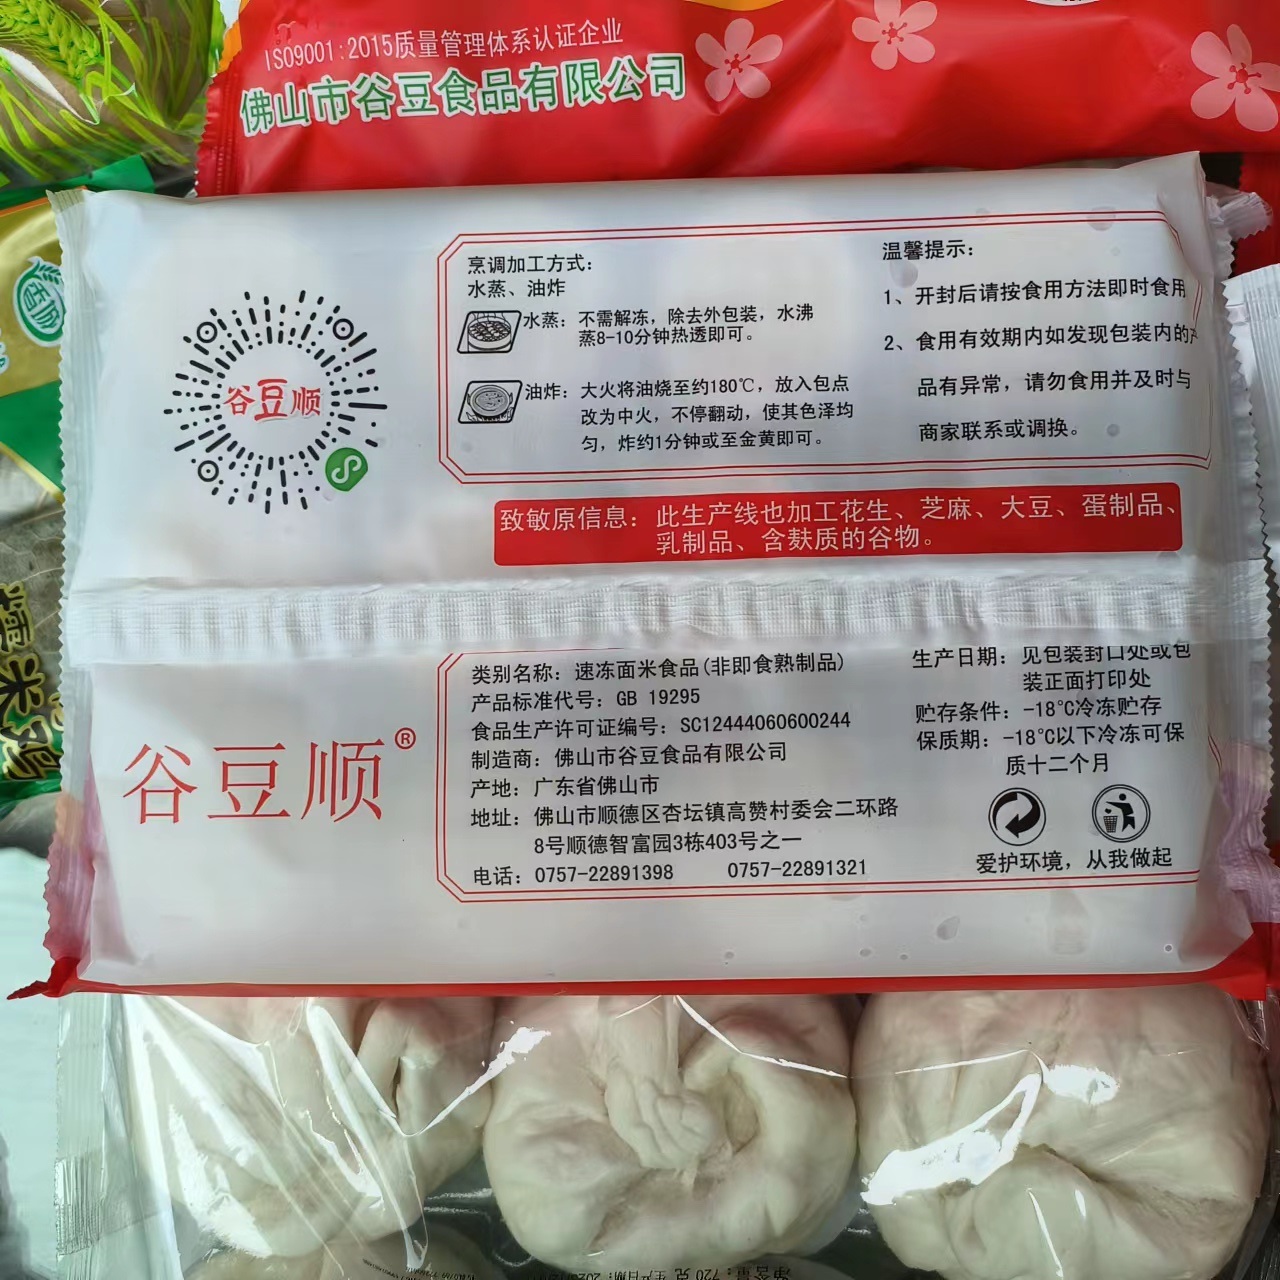 ISO9001:2015质量管理体系认证企业
佛山市谷豆食品有限公司
烹调加工方式:
水蒸、油炸
水蒸: 不需解冻, 除去外包装, 水沸
蒸8-10分钟热透即可。
油炸: 大火将油烧至约180℃, 放入包点
改为中火, 不停翻动, 使其色泽均
匀, 炸约1分钟或至金黄即可。
温馨提示:
1、开封后请按食用方法即时食用
2、食用有效期内如发现包装内的
品有异常, 请勿食用并及时与
商家联系或调换。
谷豆顺
致敏原信息: 此生产线也加工花生、芝麻、大豆、蛋制品、
乳制品、含麸质的谷物。
类别名称: 速冻面米食品(非即食熟制品)
产品标准代号: GB 19295
食品生产许可证编号: SC12444060600244
制造商: 佛山市谷豆食品有限公司
产地: 广东省佛山市
地址: 佛山市顺德区杏坛镇高赞村委会二环路
8号顺德智富园3栋403号之一
电话: 0757-22891398 0757-22891321
生产日期: 见包装封口处或包
装正面打印处
贮存条件: -18℃冷冻贮存
保质期: -18℃以下冷冻可保
质十二个月
爱护环境, 从我做起
谷豆顺®
糯米鸡
净含量: 720克